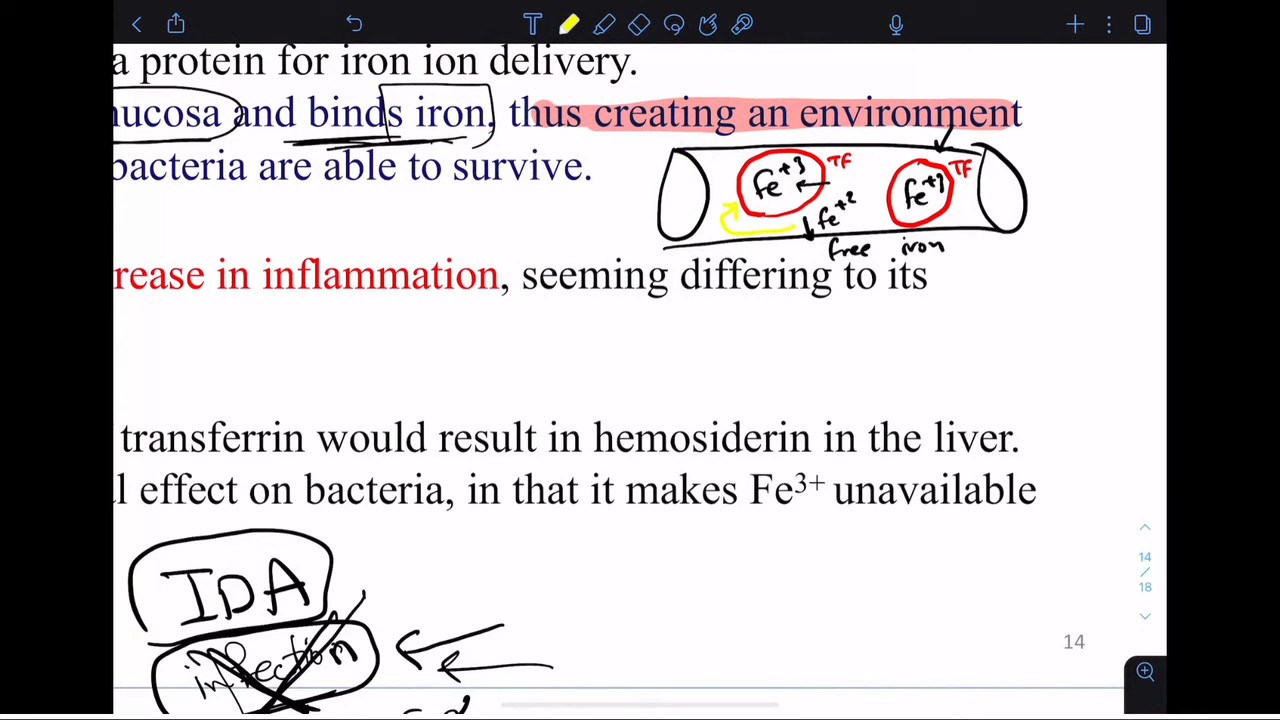 a protein for iron ion delivery.
mucosa and binds iron, thus creating an environment
bacteria are able to survive.
Fe+3 TF Fe+3 TF
Fe+2
free iron
rease in inflammation, seeming differing to its
transferrin would result in hemosiderin in the liver.
l effect on bacteria, in that it makes Fe³⁺ unavailable
IDA
infection
14
/
18
14